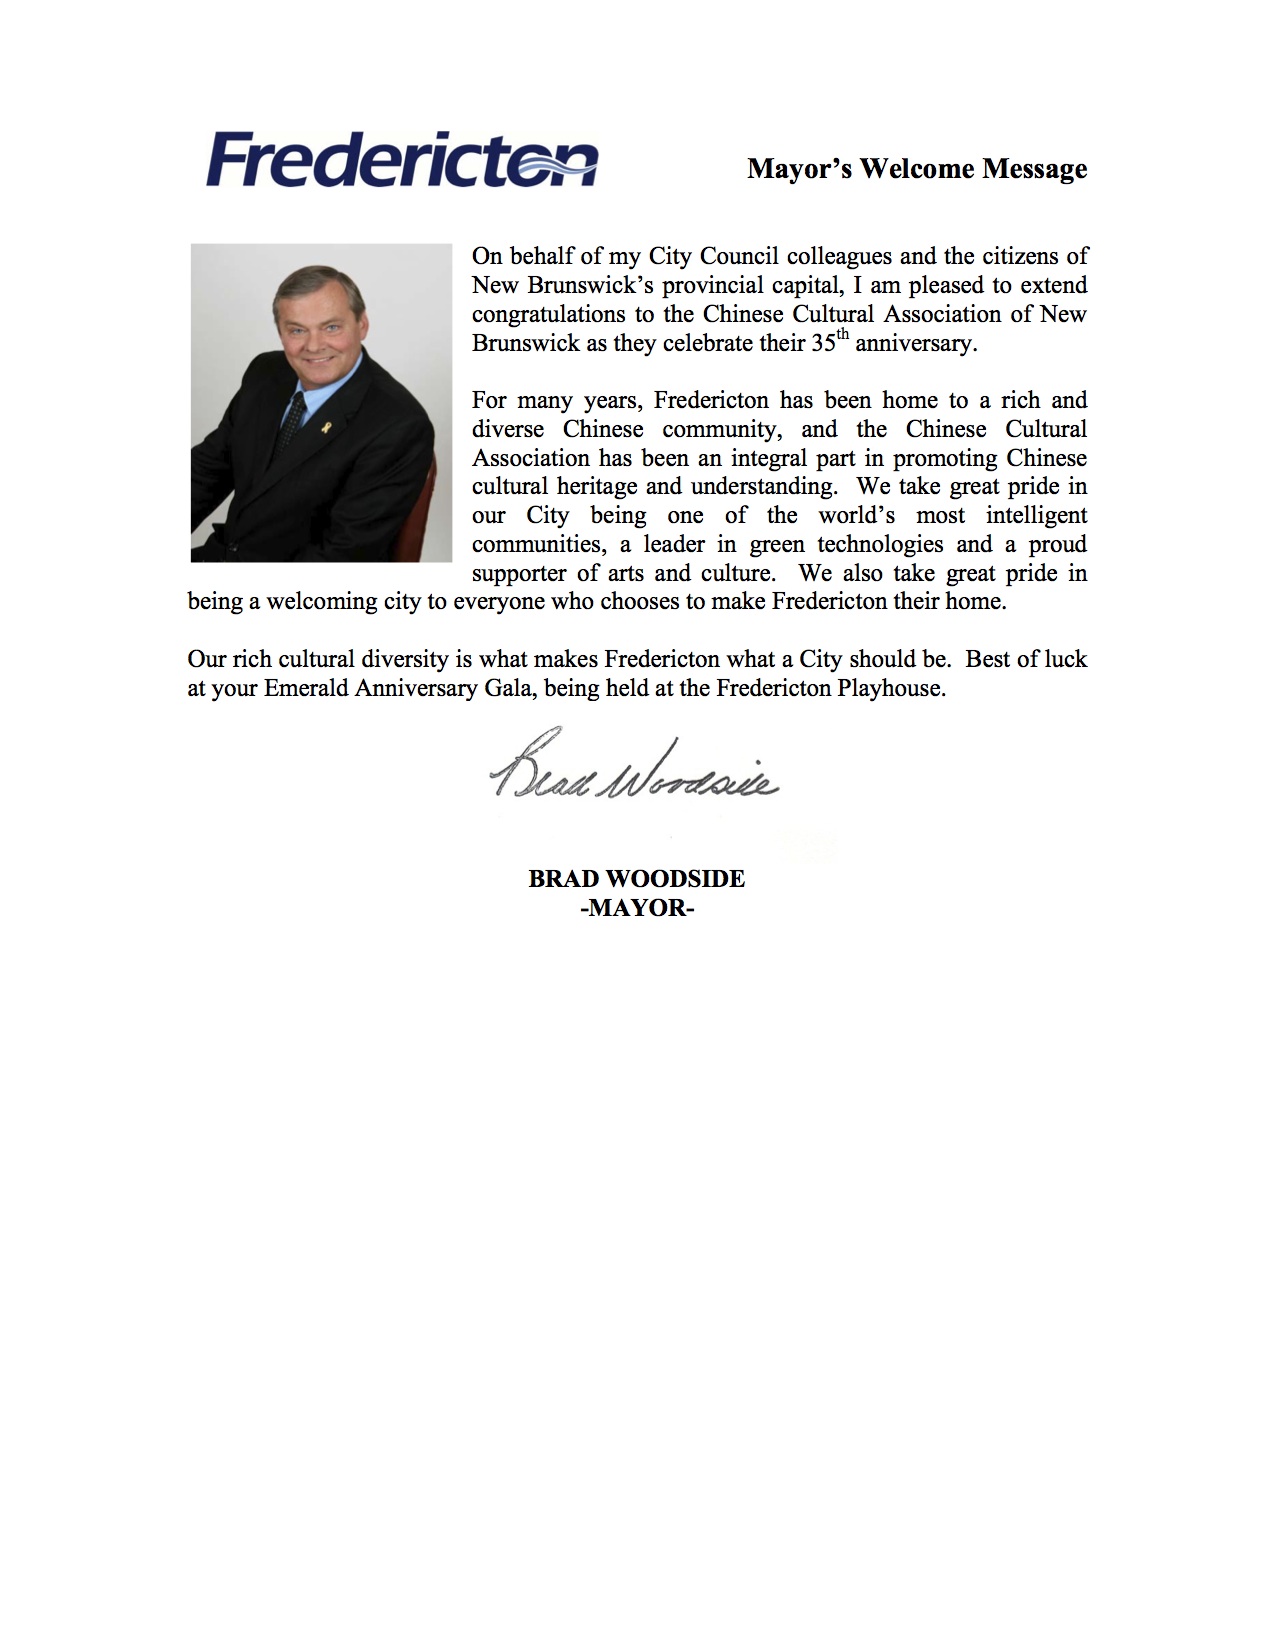 Fredericton
Mayor’s Welcome Message
On behalf of my City Council colleagues and the citizens of
New Brunswick’s provincial capital, I am pleased to extend
congratulations to the Chinese Cultural Association of New
Brunswick as they celebrate their 35th anniversary.
For many years, Fredericton has been home to a rich and
diverse Chinese community, and the Chinese Cultural
Association has been an integral part in promoting Chinese
cultural heritage and understanding.  We take great pride in
our City being one of the world’s most intelligent
communities, a leader in green technologies and a proud
supporter of arts and culture.  We also take great pride in
being a welcoming city to everyone who chooses to make Fredericton their home.
Our rich cultural diversity is what makes Fredericton what a City should be.  Best of luck
at your Emerald Anniversary Gala, being held at the Fredericton Playhouse.
Brad Woodside
BRAD WOODSIDE
-MAYOR-